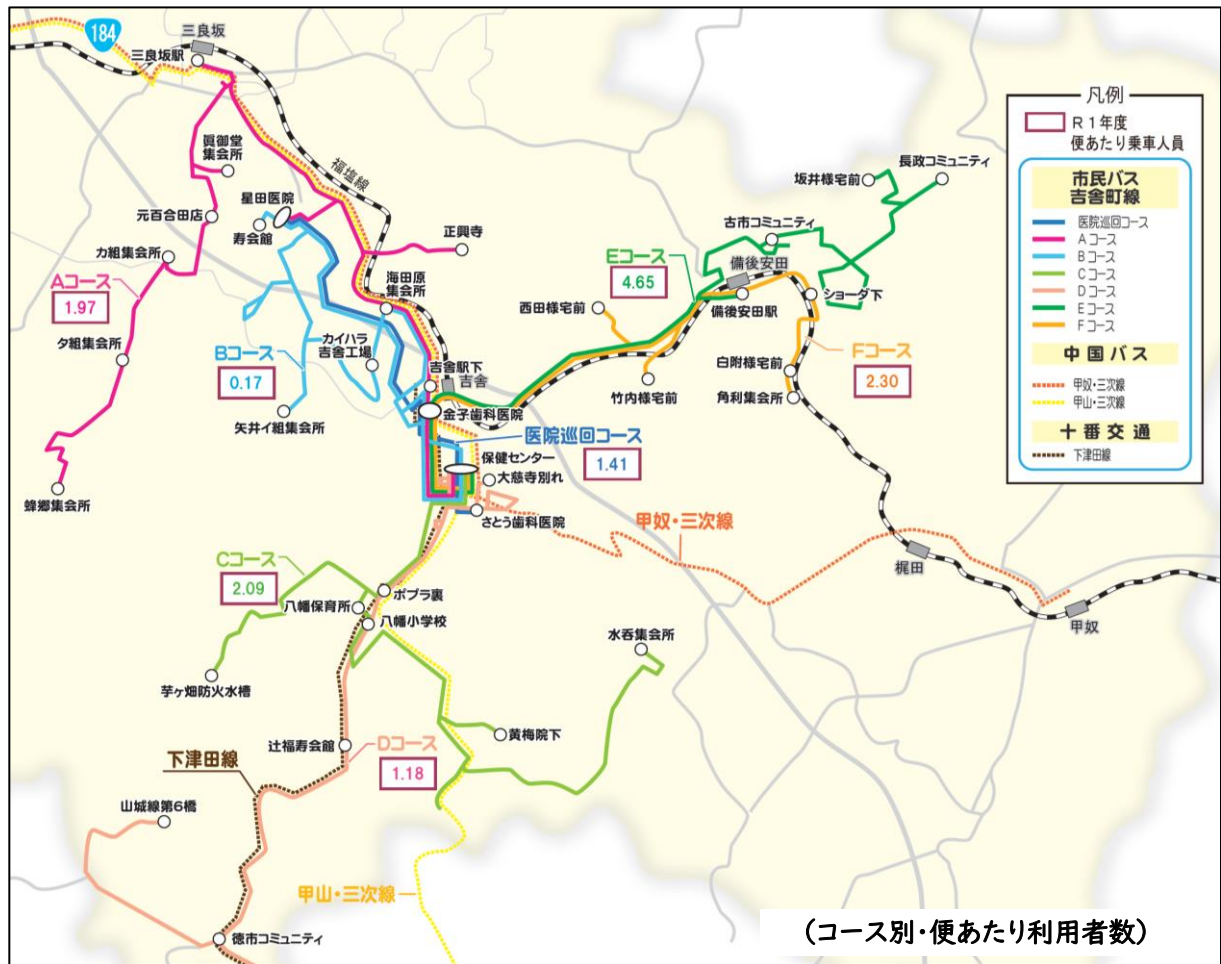 184
三良坂
三良坂駅
眞御堂
集会所
福塩線
星田医院
寿会館
元百合田店
カ組集会所
正興寺
Aコース
1.97
海田原
集会所
タ組集会所
カイハラ
吉舎工場
Bコース
0.17
吉舎駅下
吉舎
矢井イ組集会所
金子歯科医院
蜂郷集会所
医院巡回コース
1.41
保健センター
大慈寺別れ
さとう歯科医院
Eコース
4.65
坂井様宅前
長政コミュニティ
古市コミュニティ
備後安田
備後安田駅
ショーダ下
西田様宅前
竹内様宅前
Fコース
2.30
白附様宅前
角利集会所
甲奴・三次線
梶田
甲奴
Cコース
2.09
ポプラ裏
八幡保育所
八幡小学校
芋ヶ畑防火水槽
水呑集会所
黄梅院下
辻福寿会館
Dコース
1.18
下津田線
山城線第6橋
甲山・三次線
徳市コミュニティ
凡例
R1年度
便あたり乗車人員
市民バス
吉舎町線
医院巡回コース
Aコース
Bコース
Cコース
Dコース
Eコース
Fコース
中国バス
甲奴・三次線
甲山・三次線
十番交通
下津田線
(コース別・便あたり利用者数)